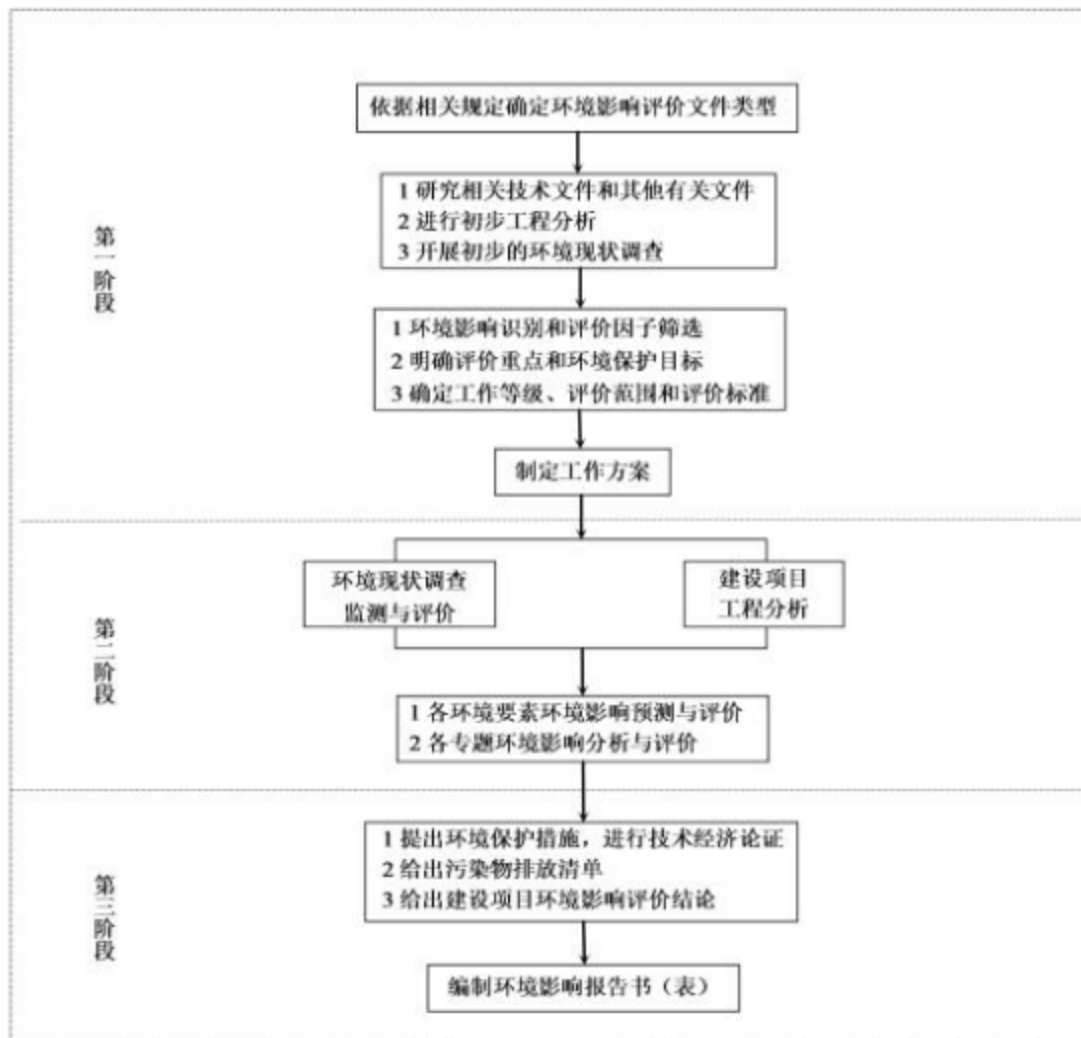 依据相关规定确定环境影响评价文件类型
1 研究相关技术文件和其他有关文件
2 进行初步工程分析
3 开展初步的环境现状调查
第一阶段
1 环境影响识别和评价因子筛选
2 明确评价重点和环境保护目标
3 确定工作等级、评价范围和评价标准
制定工作方案
环境现状调查
监测与评价
建设项目
工程分析
第二阶段
1 各环境要素环境影响预测与评价
2 各专题环境影响分析与评价
1 提出环境保护措施，进行技术经济论证
2 给出污染物排放清单
3 给出建设项目环境影响评价结论
第三阶段
编制环境影响报告书（表）